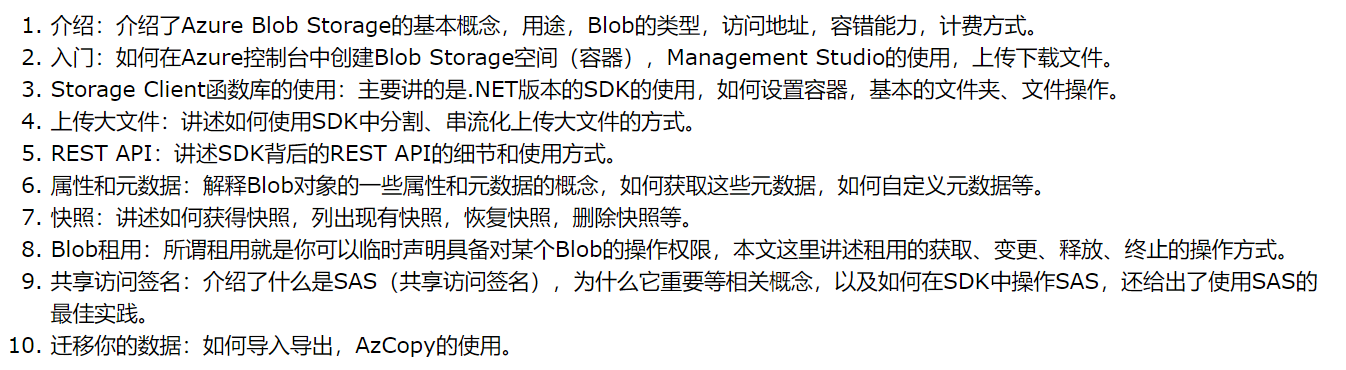 1. 介绍：介绍了Azure Blob Storage的基本概念，用途，Blob的类型，访问地址，容错能力，计费方式。
2. 入门：如何在Azure控制台中创建Blob Storage空间（容器），Management Studio的使用，上传下载文件。
3. Storage Client函数库的使用：主要讲的是.NET版本的SDK的使用，如何设置容器，基本的文件夹、文件操作。
4. 上传大文件：讲述如何使用SDK中分割、串流化上传大文件的方式。
5. REST API：讲述SDK背后的REST API的细节和使用方式。
6. 属性和元数据：解释Blob对象的一些属性和元数据的概念，如何获取这些元数据，如何自定义元数据等。
7. 快照：讲述如何获得快照，列出现有快照，恢复快照，删除快照等。
8. Blob租用：所谓租用就是你可以临时声明具备对某个Blob的操作权限，本文这里讲述租用的获取、变更、释放、终止的操作方式。
9. 共享访问签名：介绍了什么是SAS（共享访问签名），为什么它重要等相关概念，以及如何在SDK中操作SAS，还给出了使用SAS的
最佳实践。
10. 迁移你的数据：如何导入导出，AzCopy的使用。